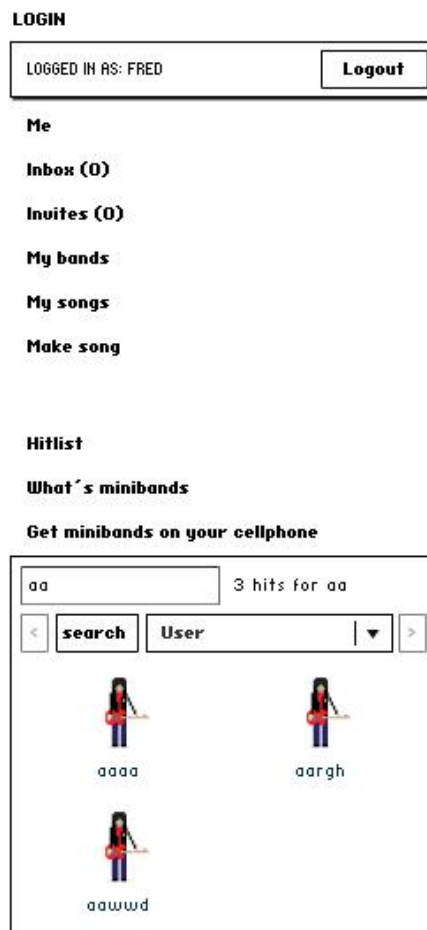 LOGIN
LOGGED IN AS: FRED Logout
Me
Inbox (0)
Invites (0)
My bands
My songs
Make song
Hitlist
What´s minibands
Get minibands on your cellphone
aa 3 hits for aa
< search User ▼ >
aaaa aargh
aawwd